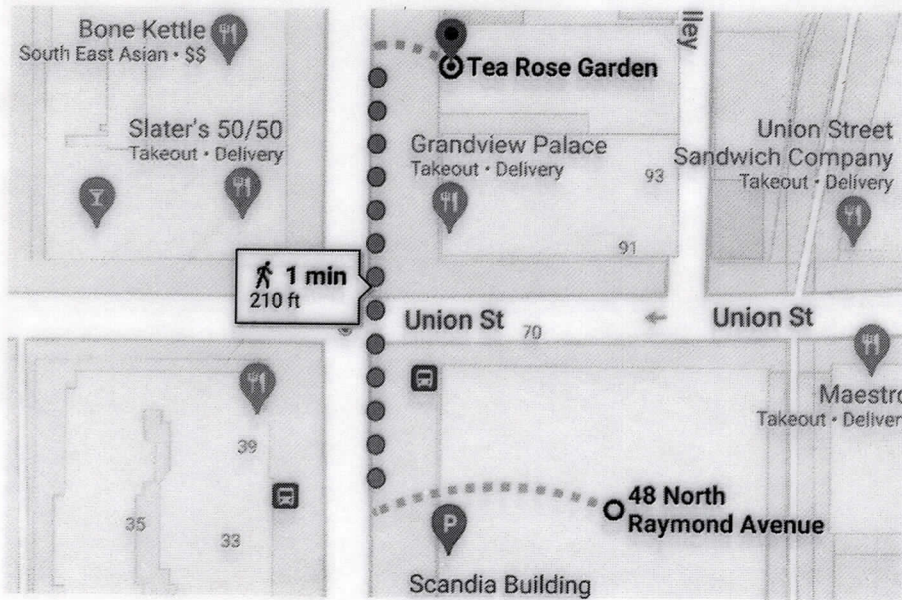 Bone Kettle
South East Asian • $$
lley
Tea Rose Garden
Slater's 50/50
Takeout • Delivery
Grandview Palace
Takeout • Delivery
93
Union Street
Sandwich Company
Takeout • Delivery
91
1 min
210 ft
Union St
70
Union St
Maestro
Takeout • Deliver
39
48 North
Raymond Avenue
35
33
P
Scandia Building